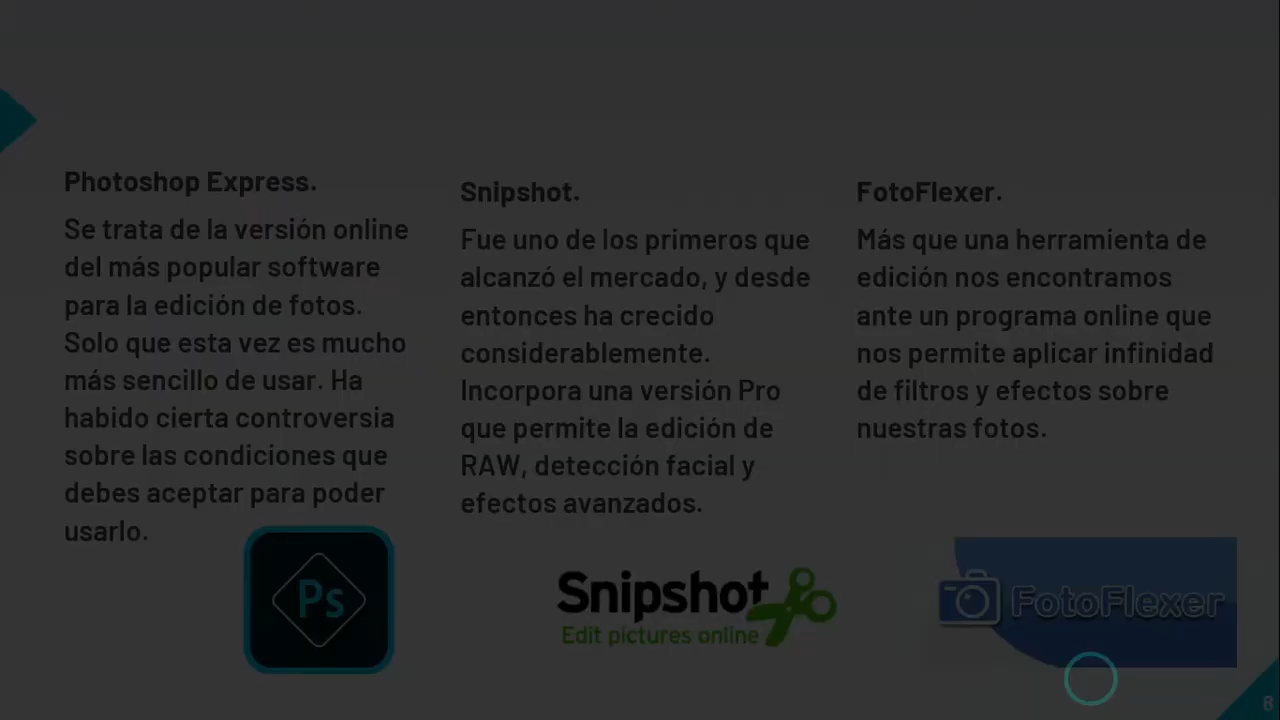 Photoshop Express.
Se trata de la versión online
del más popular software
para la edición de fotos.
Solo que esta vez es mucho
más sencillo de usar. Ha
habido cierta controversia
sobre las condiciones que
debes aceptar para poder
usarlo.
Ps
Snipshot.
Fue uno de los primeros que
alcanzó el mercado, y desde
entonces ha crecido
considerablemente.
Incorpora una versión Pro
que permite la edición de
RAW, detección facial y
efectos avanzados.
Snipshot
Edit pictures online
FotoFlexer.
Más que una herramienta de
edición nos encontramos
ante un programa online que
nos permite aplicar infinidad
de filtros y efectos sobre
nuestras fotos.
FotoFlexer
8